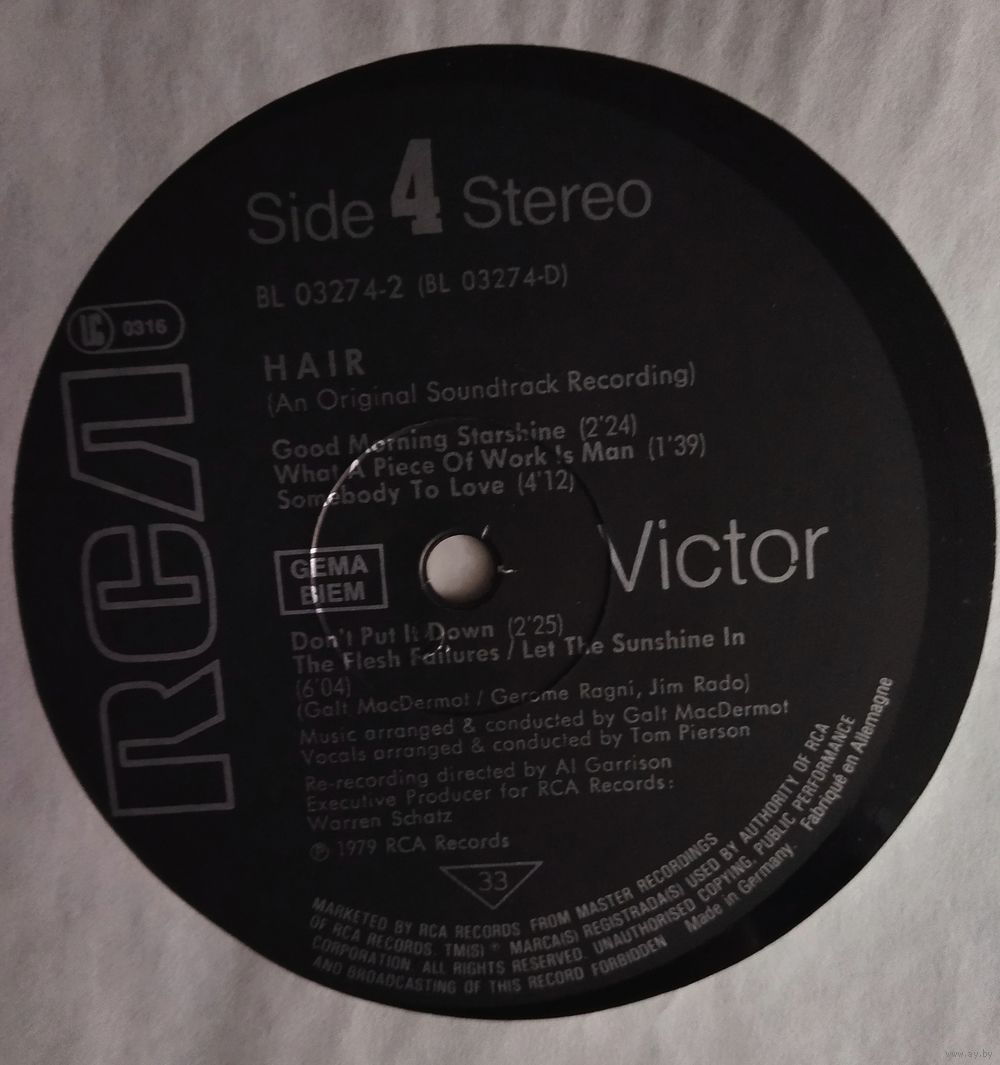 Side 4 Stereo
BL 03274-2 (BL 03274-D)
LC 0316
RCA
HAIR
(An Original Soundtrack Recording)
Good Morning Starshine (2'24)
What A Piece Of Work Is Man (1'39)
Somebody To Love (4'12)
Victor
GEMA
BIEM
Don't Put It Down (2'25)
The Flesh Failures / Let The Sunshine In
(6'04)
(Galt MacDermot / Gerome Ragni, Jim Rado)
Music arranged & conducted by Galt MacDermot
Vocals arranged & conducted by Tom Pierson
Re-recording directed by Al Garrison
Executive Producer for RCA Records:
Warren Schatz
℗ 1979 RCA Records
33
MARKETED BY RCA RECORDS FROM MASTER RECORDINGS
OF RCA RECORDS. TM(S) ® MARCA(S) REGISTRADA(S) USED BY AUTHORITY OF RCA
CORPORATION. ALL RIGHTS RESERVED. UNAUTHORISED COPYING, PUBLIC PERFORMANCE
AND BROADCASTING OF THIS RECORD FORBIDDEN Made in Germany. Fabriqué en Allemagne
www.ay.by